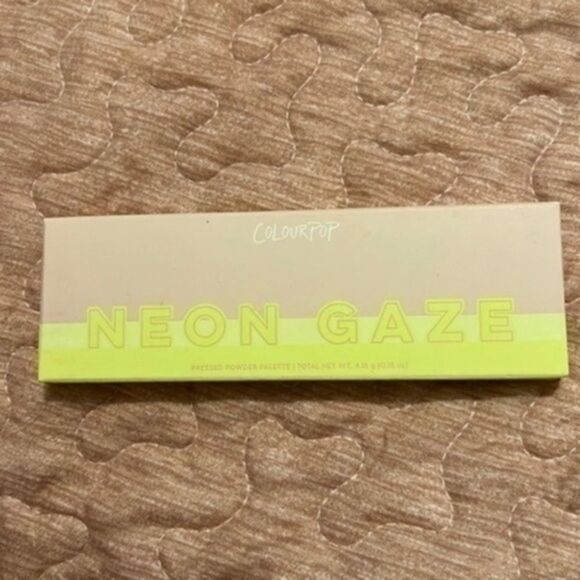 COLOURPOP
NEON GAZE
PRESSED POWDER PALETTE | TOTAL NET WT.